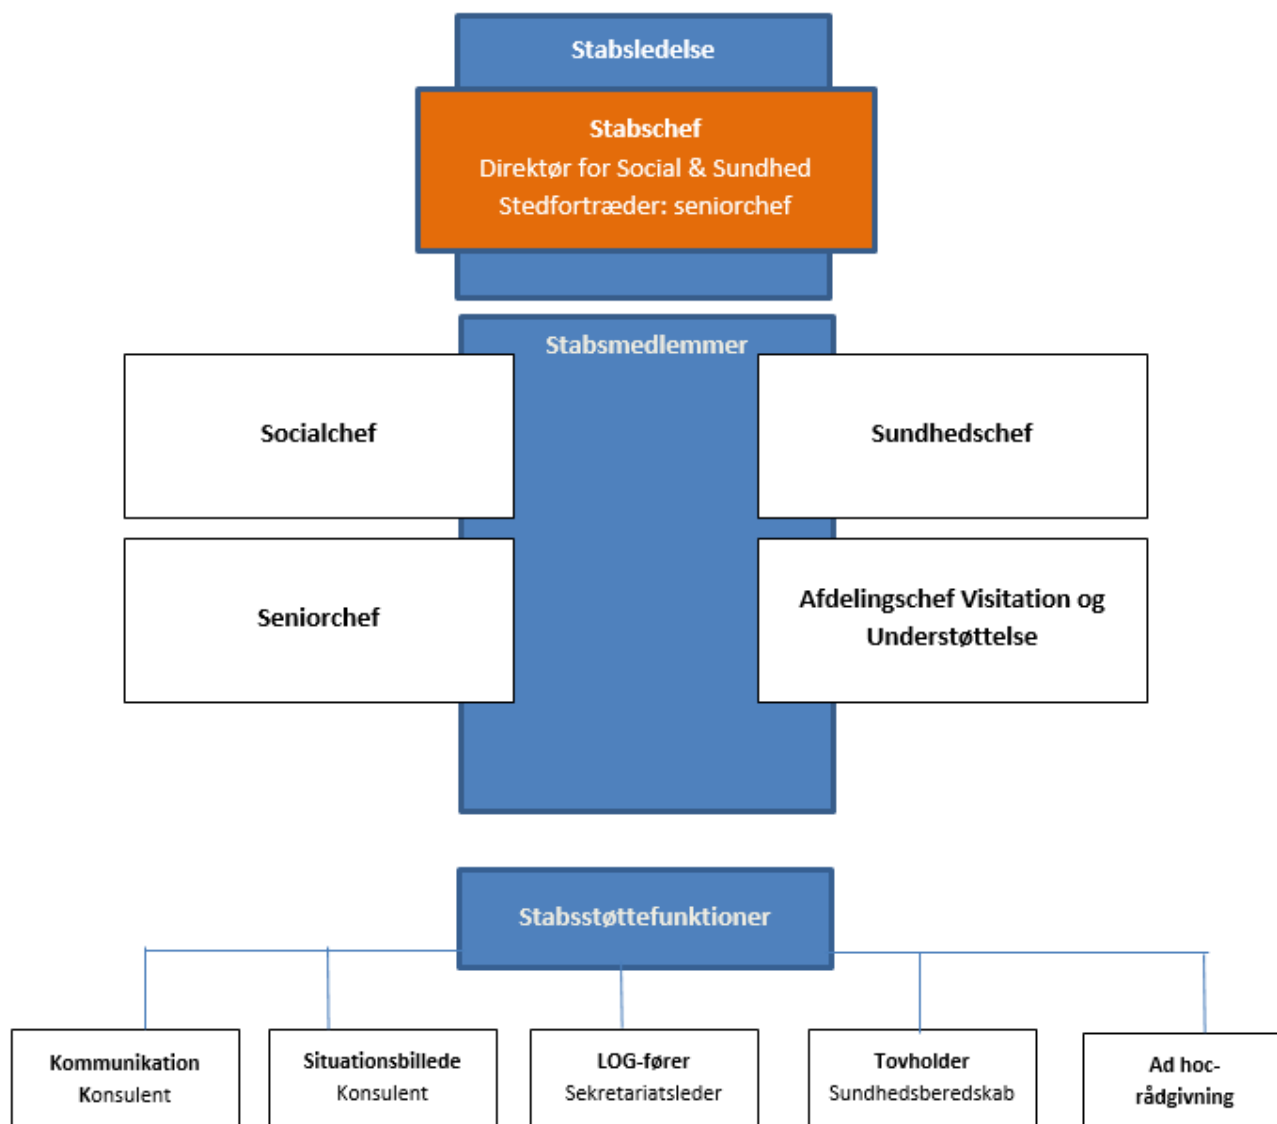 Stabsledelse
Stabschef
Direktør for Social & Sundhed
Stedfortræder: seniorchef
Stabsmedlemmer
Socialchef
Sundhedschef
Seniorchef
Afdelingschef Visitation og
Understøttelse
Stabsstøttefunktioner
Kommunikation
Konsulent
Situationsbillede
Konsulent
LOG-fører
Sekretariatsleder
Tovholder
Sundhedsberedskab
Ad hoc-
rådgivning